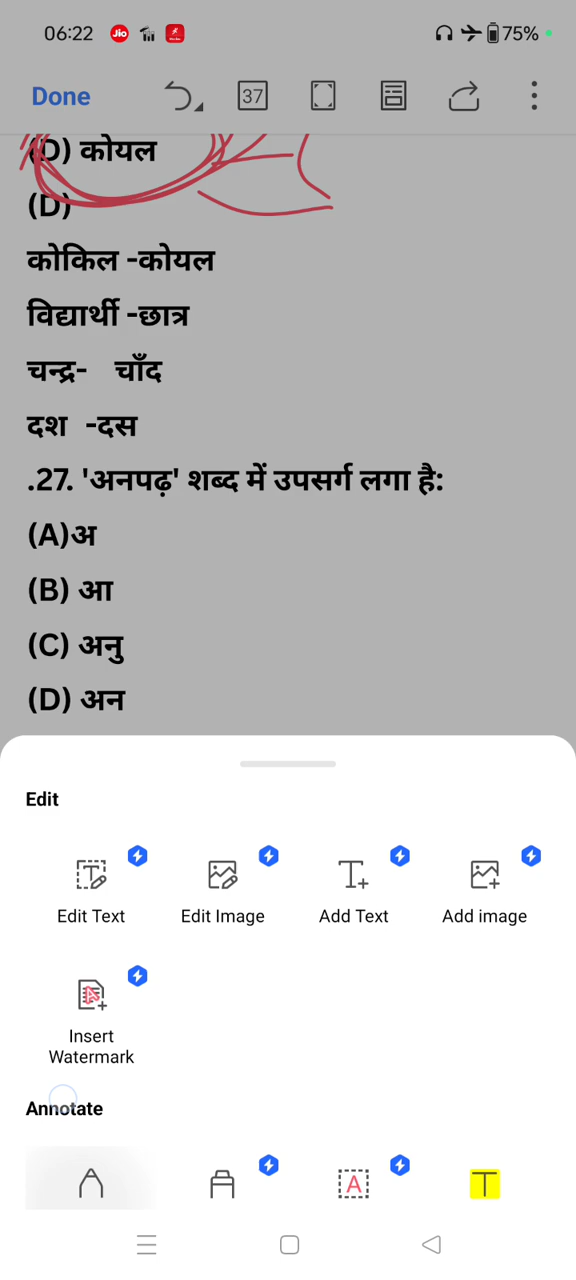 06:22
Jio
75%
Done
37
(D) कोयल
(D)
कोकिल -कोयल
विद्यार्थी -छात्र
चन्द्र- चाँद
दश -दस
.27. 'अनपढ़' शब्द में उपसर्ग लगा है:
(A)अ
(B) आ
(C) अनु
(D) अन
Edit
Edit Text
Edit Image
Add Text
Add image
Insert
Watermark
Annotate